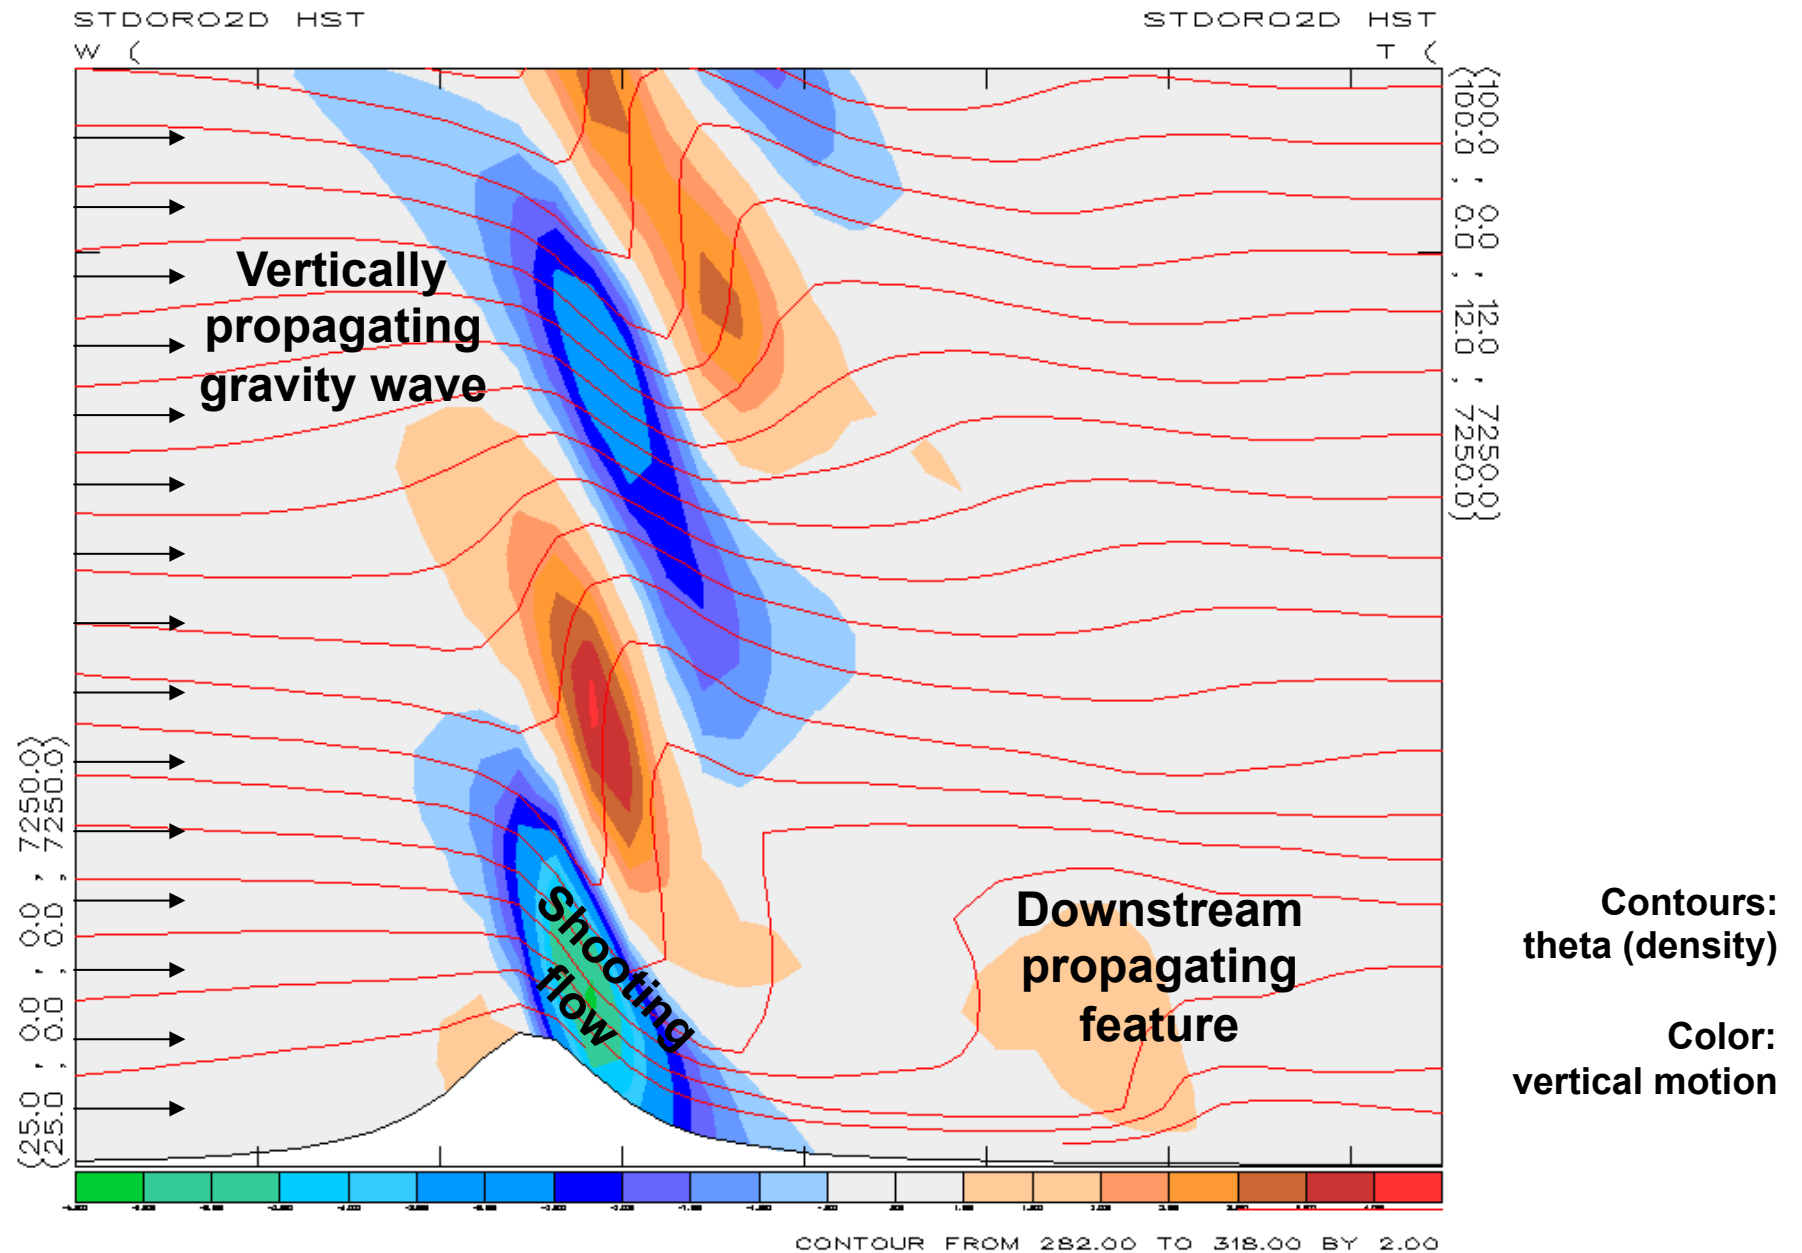 STDORO2D HST
STDORO2D HST
W (
T (
(100.0 , 0.0 , 12.0 , 7250.0)
(100.0 , 0.0 , 12.0 , 7250.0)
Vertically
propagating
gravity wave
(25.0 , 0.0 , 0.0 , 7250.0)
(25.0 , 0.0 , 0.0 , 7250.0)
Shooting
flow
Downstream
propagating
feature
Contours:
theta (density)
Color:
vertical motion
CONTOUR FROM 282.00 TO 318.00 BY 2.00